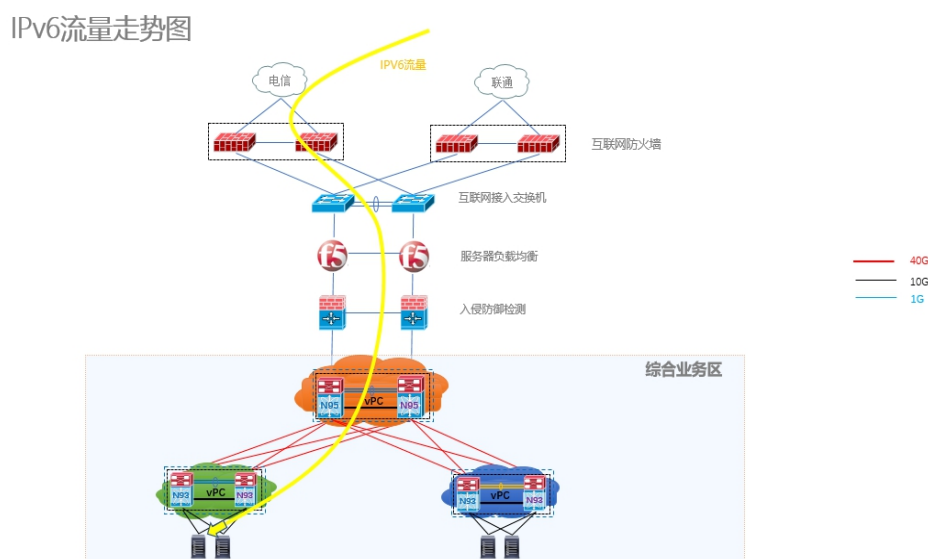 IPv6流量走势图
IPV6流量
电信
联通
互联网防火墙
互联网接入交换机
f5
f5
服务器负载均衡
40G
10G
1G
入侵防御检测
综合业务区
N95
vPC
N95
N93
vPC
N93
N93
vPC
N93